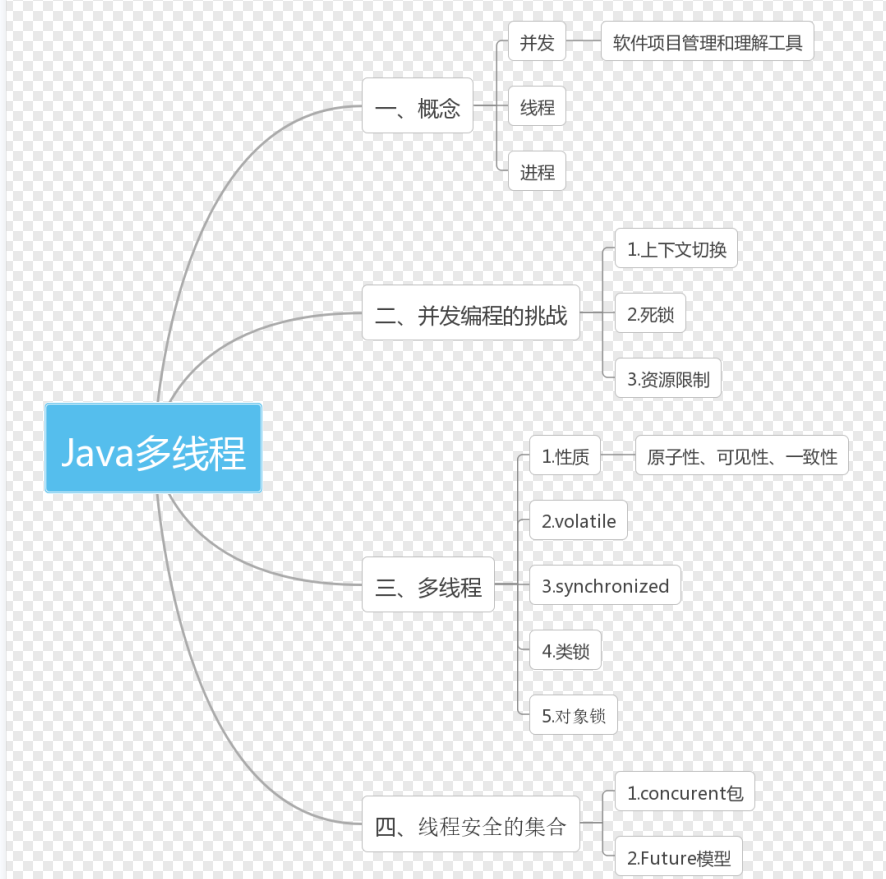 Java多线程
一、概念
并发
软件项目管理和理解工具
线程
进程
二、并发编程的挑战
1.上下文切换
2.死锁
3.资源限制
三、多线程
1.性质
原子性、可见性、一致性
2.volatile
3.synchronized
4.类锁
5.对象锁
四、线程安全的集合
1.concurent包
2.Future模型